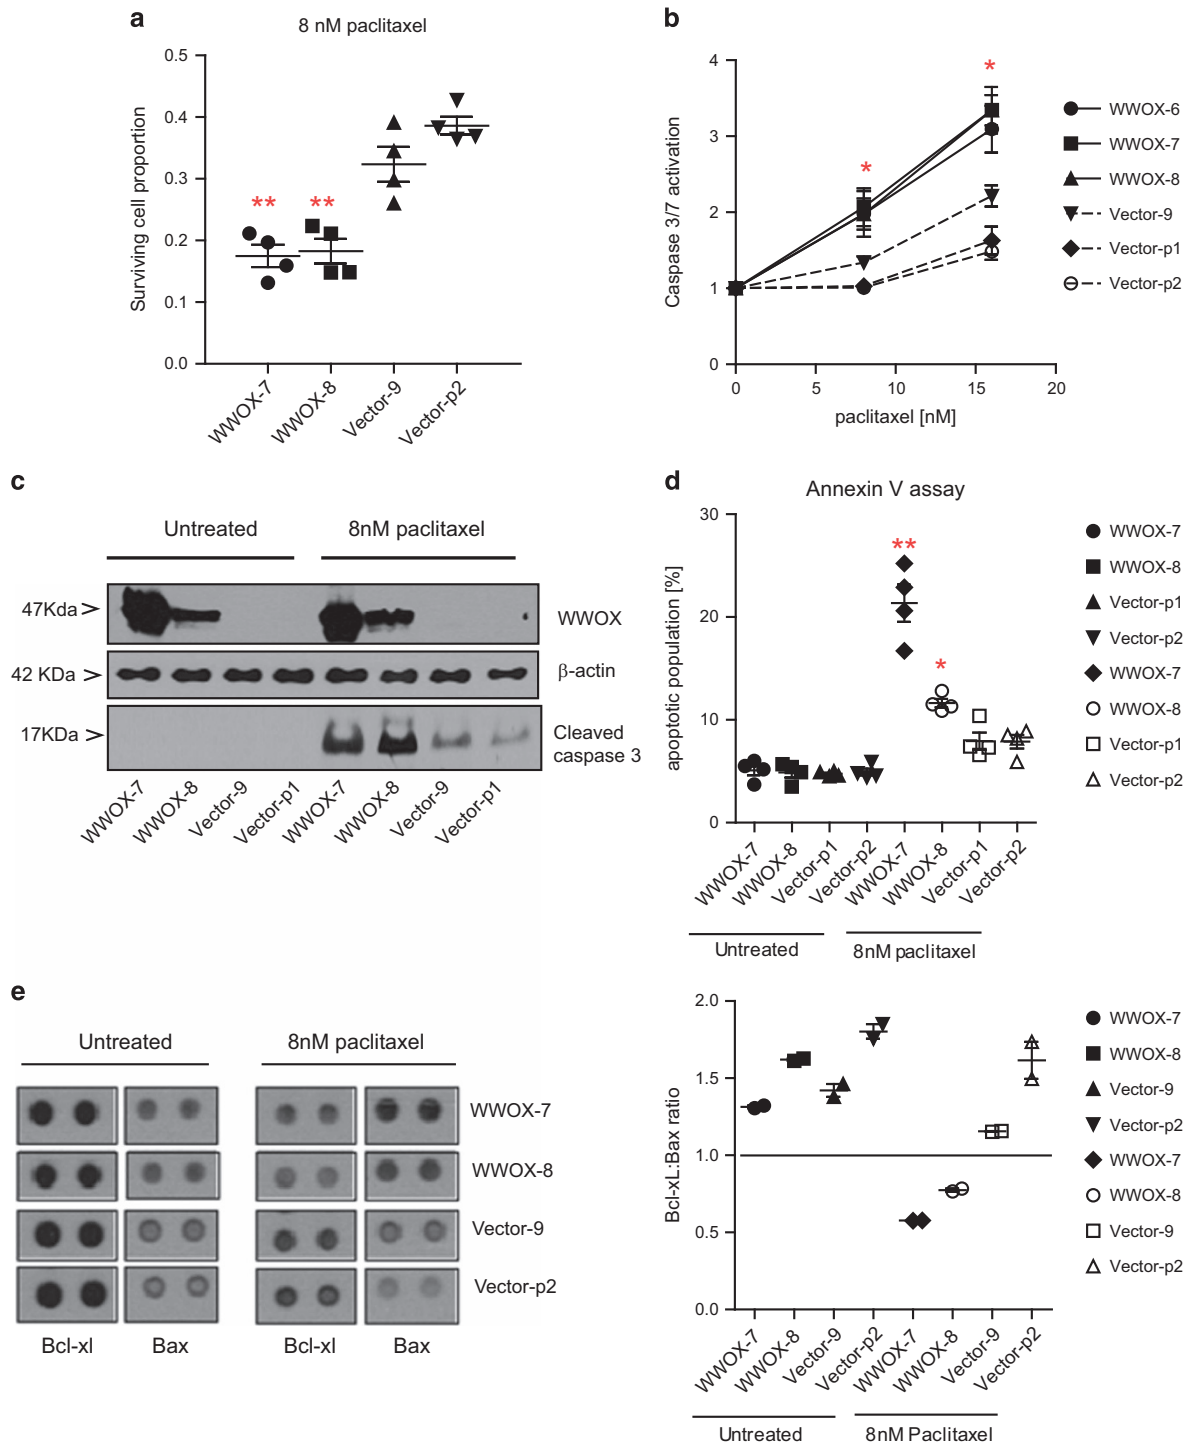 a
8 nM paclitaxel
Surviving cell proportion
0.5
0.4
0.3
0.2
0.1
0.0
** **
WWOX-7
WWOX-8
Vector-9
Vector-p2
b
Caspase 3/7 activation
4
3
2
1
0
* *
0 5 10 15 20
paclitaxel [nM]
WWOX-6
WWOX-7
WWOX-8
Vector-9
Vector-p1
Vector-p2
c
Untreated 8nM paclitaxel
47Kda > WWOX
42 KDa > β-actin
17KDa > Cleaved
caspase 3
WWOX-7
WWOX-8
Vector-9
Vector-p1
WWOX-7
WWOX-8
Vector-9
Vector-p1
d
Annexin V assay
apoptotic population [%]
30
20
10
0
**
*
WWOX-7
WWOX-8
Vector-p1
Vector-p2
WWOX-7
WWOX-8
Vector-p1
Vector-p2
Untreated 8nM paclitaxel
WWOX-7
WWOX-8
Vector-p1
Vector-p2
WWOX-7
WWOX-8
Vector-p1
Vector-p2
e
Untreated 8nM paclitaxel
WWOX-7
WWOX-8
Vector-9
Vector-p2
Bcl-xl Bax Bcl-xl Bax
Bcl-xL:Bax ratio
2.0
1.5
1.0
0.5
0.0
WWOX-7
WWOX-8
Vector-9
Vector-p2
WWOX-7
WWOX-8
Vector-9
Vector-p2
Untreated 8nM Paclitaxel
WWOX-7
WWOX-8
Vector-9
Vector-p2
WWOX-7
WWOX-8
Vector-9
Vector-p2